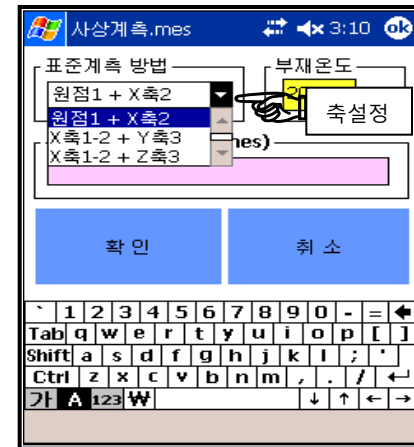 사상계측.mes 3:10 ok
표준계측 방법 부재온도
원점1 + X축2
축설정
원점1 + X축2
X축1-2 + Y축3
X축1-2 + Z축3
확 인 취 소
` 1 2 3 4 5 6 7 8 9 0 - =
Tab q w e r t y u i o p [ ]
Shift a s d f g h j k l ; '
Ctrl z x c v b n m , . /
가 A 123 ₩ ↓ ↑ ← →